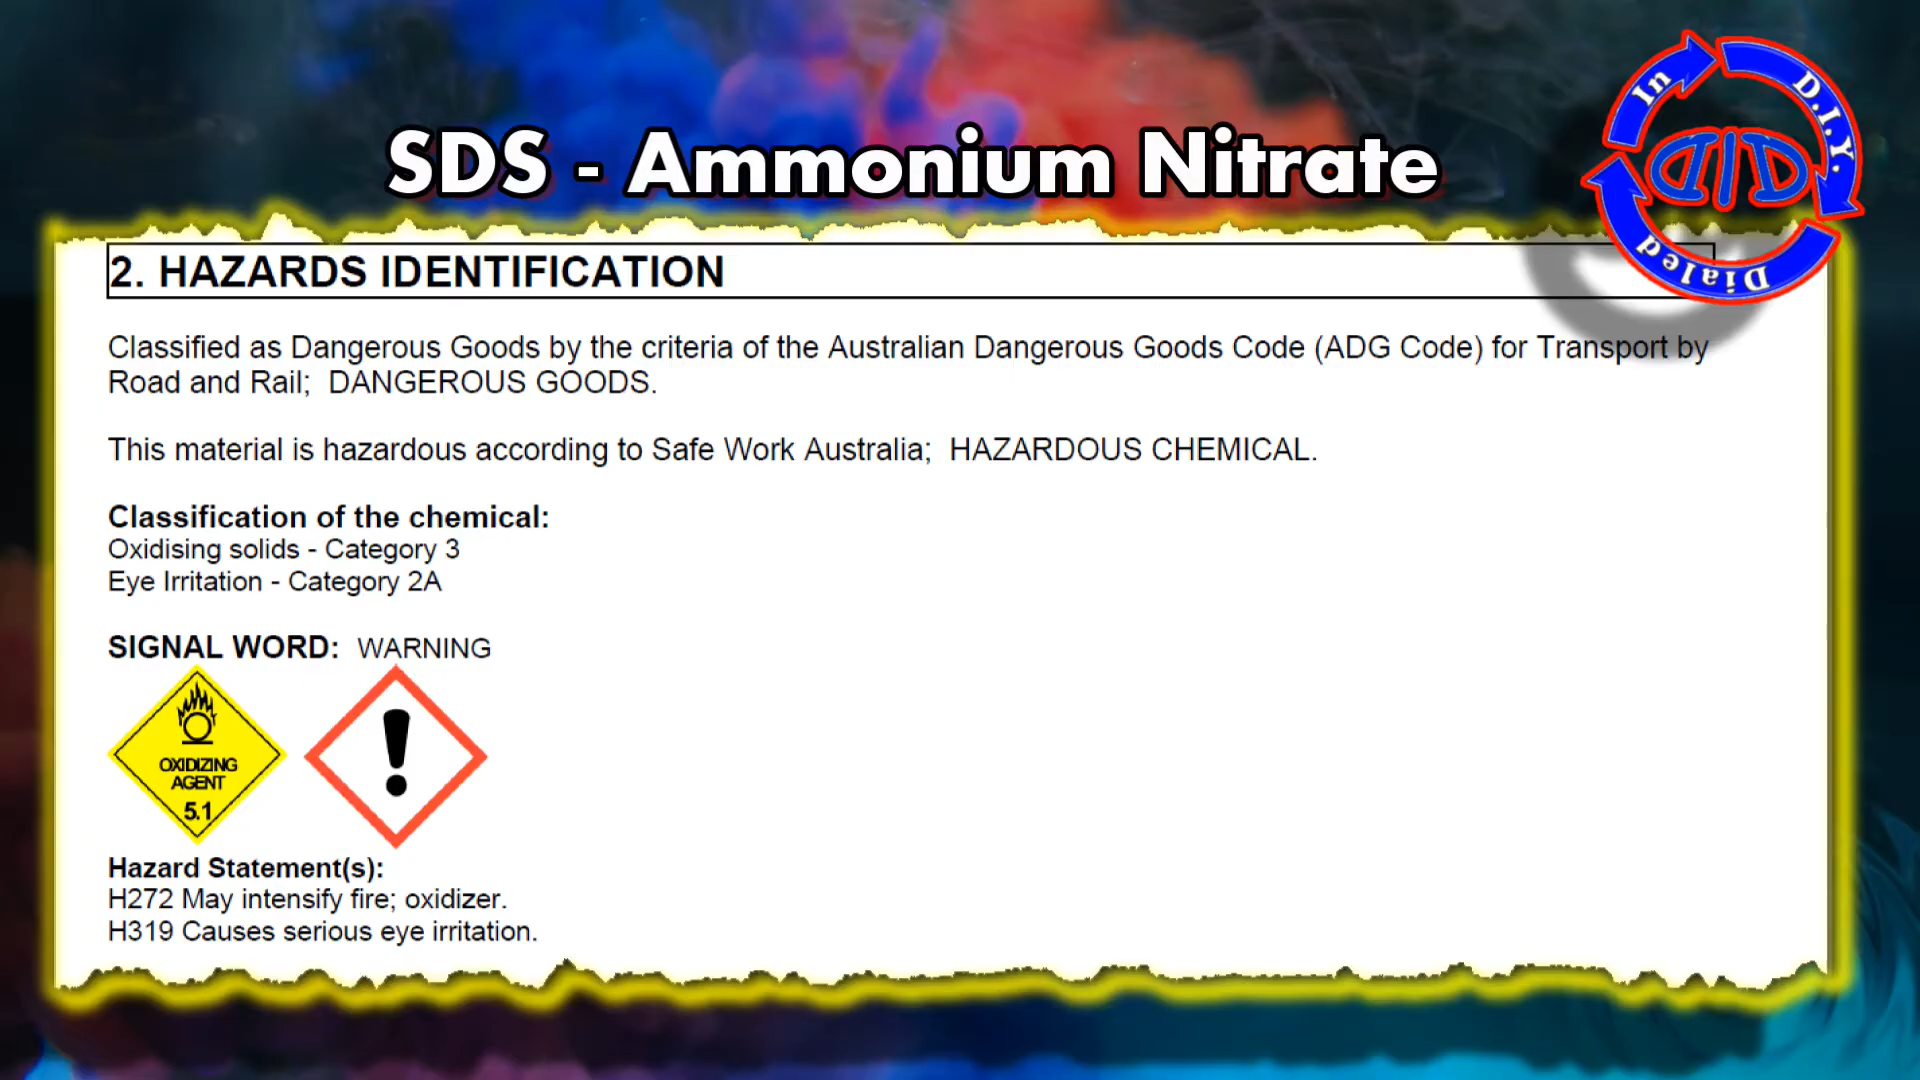 SDS - Ammonium Nitrate
In D.I.Y. Dialed
DID
2. HAZARDS IDENTIFICATION
Classified as Dangerous Goods by the criteria of the Australian Dangerous Goods Code (ADG Code) for Transport by
Road and Rail; DANGEROUS GOODS.
This material is hazardous according to Safe Work Australia; HAZARDOUS CHEMICAL.
Classification of the chemical:
Oxidising solids - Category 3
Eye Irritation - Category 2A
SIGNAL WORD: WARNING
OXIDIZING
AGENT
5.1
!
Hazard Statement(s):
H272 May intensify fire; oxidizer.
H319 Causes serious eye irritation.